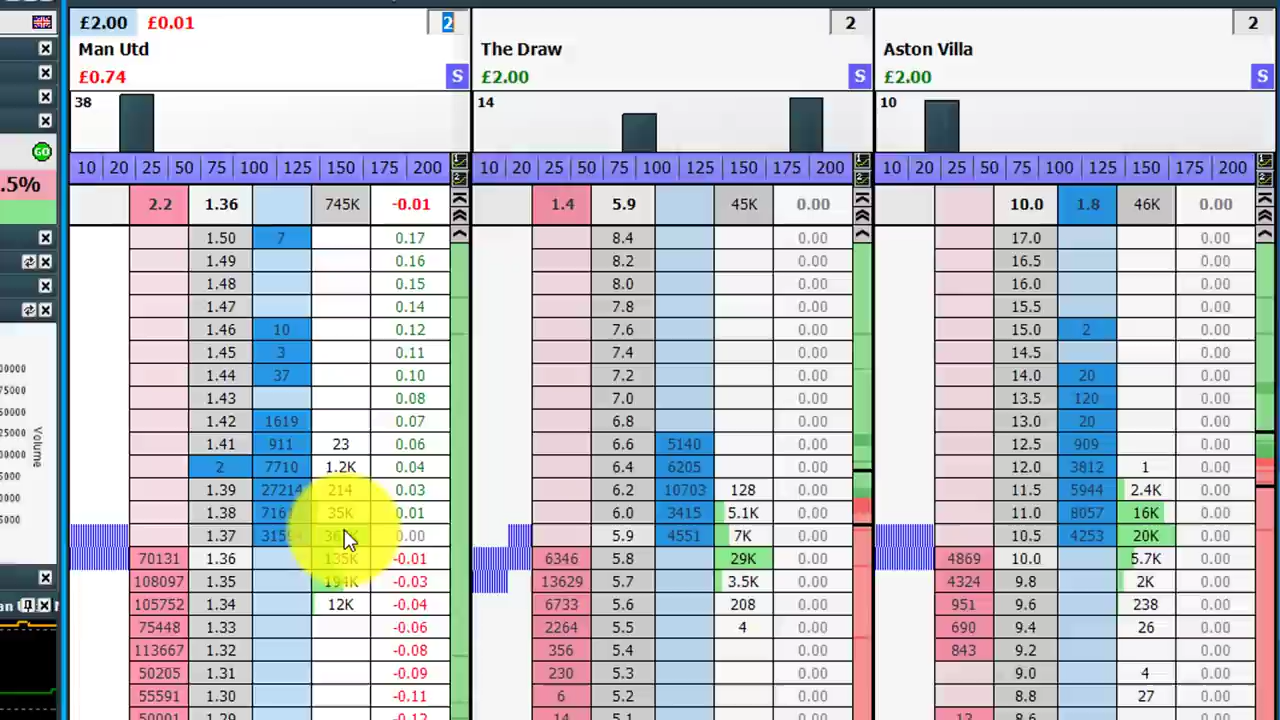 £2.00 £0.01 2 2 2
Man Utd The Draw Aston Villa
£0.74 S £2.00 S £2.00 S
38 14 10
10 20 25 50 75 100 125 150 175 200 10 20 25 50 75 100 125 150 175 200 10 20 25 50 75 100 125 150 175 200
GO
.5% 2.2 1.36 745K -0.01 1.4 5.9 45K 0.00 10.0 1.8 46K 0.00
1.50 7 0.17 8.4 0.00 17.0 0.00
1.49 0.16 8.2 0.00 16.5 0.00
1.48 0.15 8.0 0.00 16.0 0.00
1.47 0.14 7.8 0.00 15.5 0.00
1.46 10 0.12 7.6 0.00 15.0 2 0.00
1.45 3 0.11 7.4 0.00 14.5 0.00
1.44 37 0.10 7.2 0.00 14.0 20 0.00
1.43 0.08 7.0 0.00 13.5 120 0.00
1.42 1619 0.07 6.8 0.00 13.0 20 0.00
1.41 911 23 0.06 6.6 5140 0.00 12.5 909 0.00
2 7710 1.2K 0.04 6.4 6205 0.00 12.0 3812 1 0.00
1.39 27214 214 0.03 6.2 10703 128 0.00 11.5 5944 2.4K 0.00
1.38 35K 0.01 6.0 3415 5.1K 0.00 11.0 8057 16K 0.00
1.37 0.00 5.9 4551 7K 0.00 10.5 4253 20K 0.00
70131 1.36 135K -0.01 6346 5.8 29K 0.00 4869 10.0 5.7K 0.00
108097 1.35 194K -0.03 13629 5.7 3.5K 0.00 4324 9.8 2K 0.00
105752 1.34 12K -0.04 6733 5.6 208 0.00 951 9.6 238 0.00
75448 1.33 -0.06 2264 5.5 4 0.00 690 9.4 26 0.00
113667 1.32 -0.08 356 5.4 0.00 843 9.2 0.00
50205 1.31 -0.09 230 5.3 0.00 9.0 4 0.00
55591 1.30 -0.11 6 5.2 0.00 8.8 27 0.00
50001 1.29 -0.12 14 5.1 0.00 12 8.6 0.00
Volume